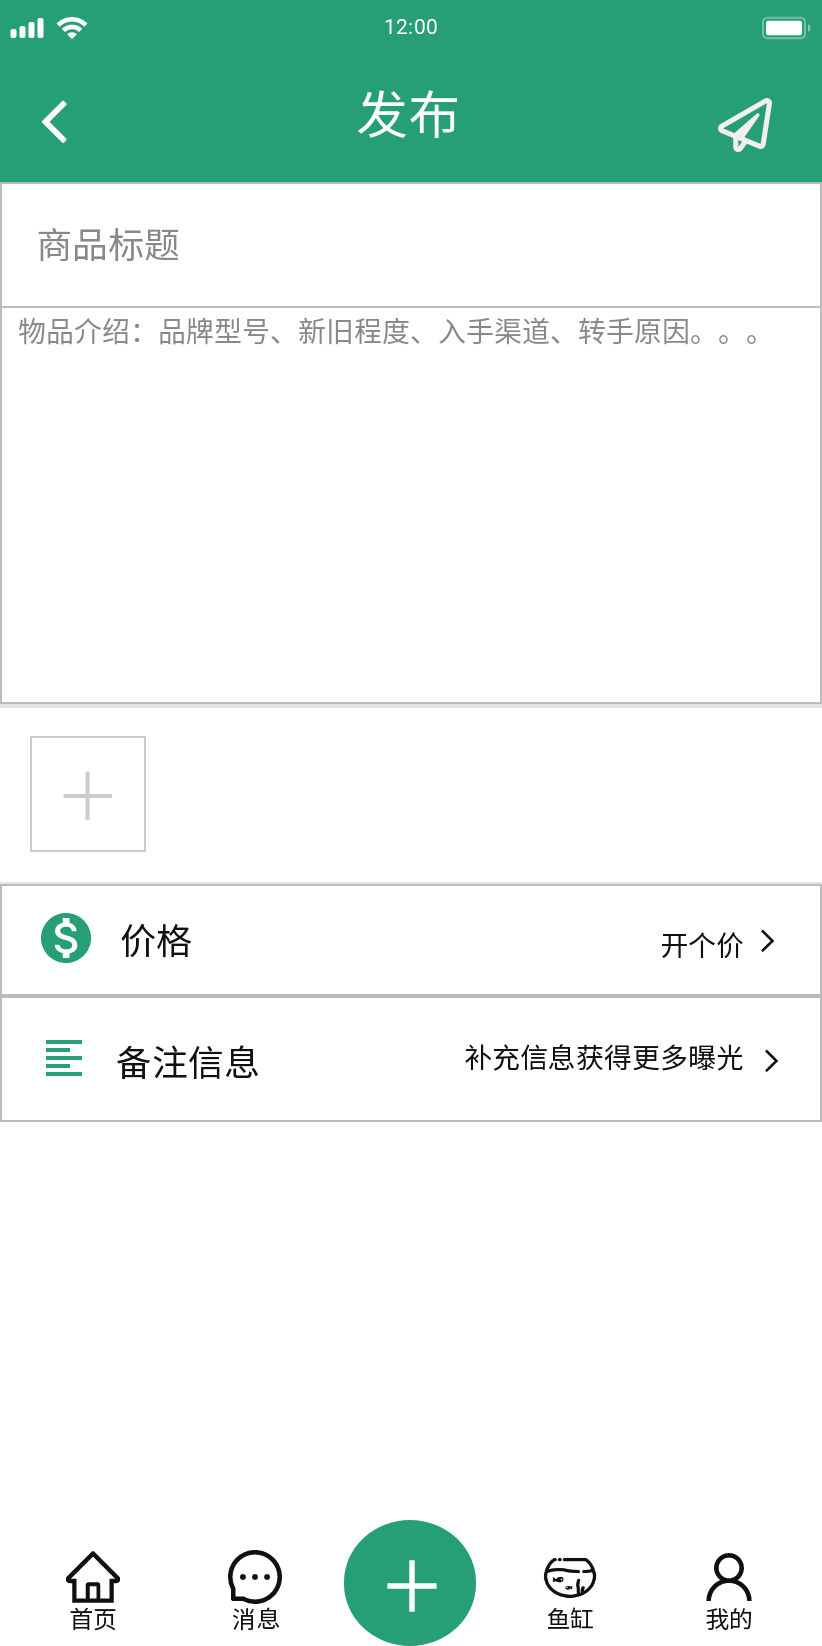 12:00
发布
商品标题
物品介绍：品牌型号、新旧程度、入手渠道、转手原因。。。
价格
开个价
备注信息
补充信息获得更多曝光
首页
消息
鱼缸
我的